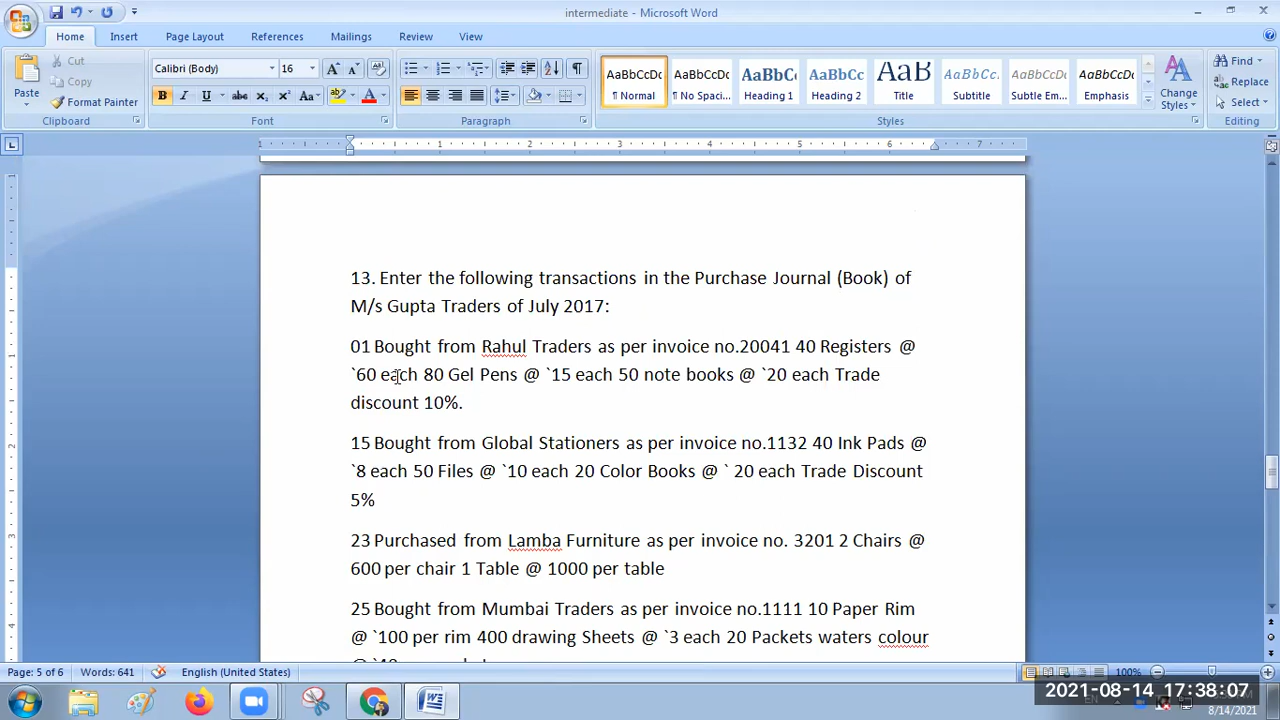 intermediate - Microsoft Word
Home Insert Page Layout References Mailings Review View
Paste
Cut
Copy
Format Painter
Clipboard
Calibri (Body) 16
Font
Paragraph
AaBbCcDc AaBbCcDc AaBbCc AaBbCc AaB AaBbCc. AaBbCcDc AaBbCcDc
¶ Normal ¶ No Spaci... Heading 1 Heading 2 Title Subtitle Subtle Em... Emphasis
Change Styles
Styles
Find
Replace
Select
Editing
13. Enter the following transactions in the Purchase Journal (Book) of
M/s Gupta Traders of July 2017:
01 Bought from Rahul Traders as per invoice no.20041 40 Registers @
`60 each 80 Gel Pens @ `15 each 50 note books @ `20 each Trade
discount 10%.
15 Bought from Global Stationers as per invoice no.1132 40 Ink Pads @
`8 each 50 Files @ `10 each 20 Color Books @ ` 20 each Trade Discount
5%
23 Purchased from Lamba Furniture as per invoice no. 3201 2 Chairs @
600 per chair 1 Table @ 1000 per table
25 Bought from Mumbai Traders as per invoice no.1111 10 Paper Rim
@ `100 per rim 400 drawing Sheets @ `3 each 20 Packets waters colour
Page: 5 of 6 Words: 641 English (United States) 100%
2021-08-14 17:38:07
EN
8/14/2021